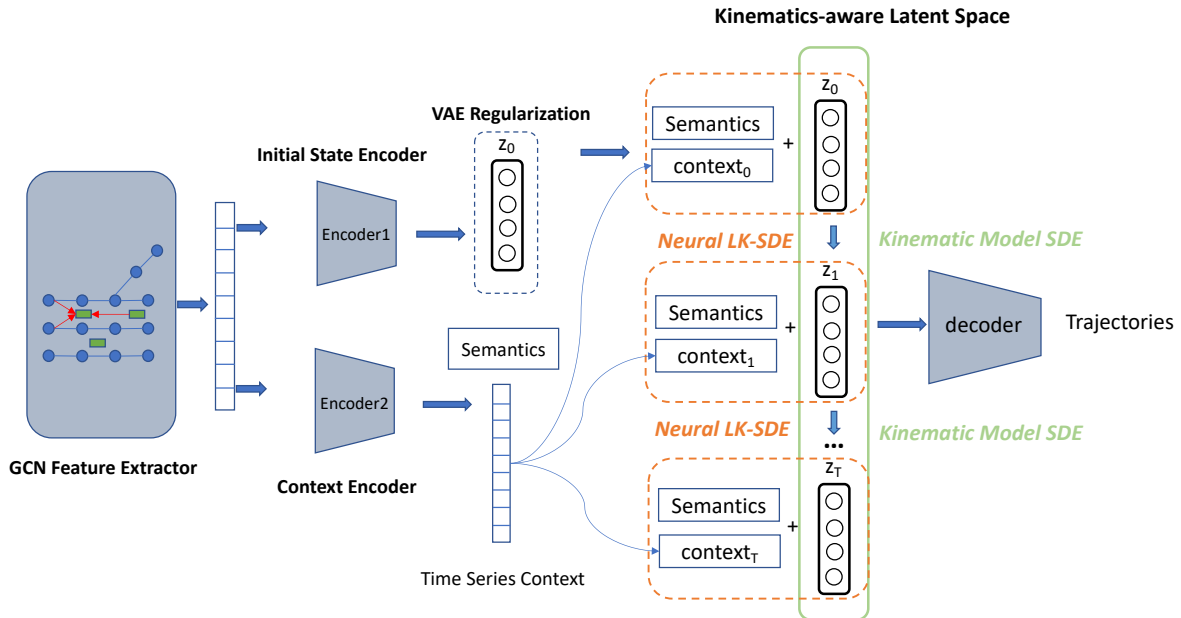 Kinematics-aware Latent Space
VAE Regularization
Initial State Encoder
Encoder1
z0
Semantics
context0
+
z0
Neural LK-SDE
Kinematic Model SDE
Semantics
context1
+
z1
decoder
Trajectories
GCN Feature Extractor
Encoder2
Context Encoder
Semantics
Time Series Context
Neural LK-SDE
Kinematic Model SDE
...
Semantics
contextT
+
zT